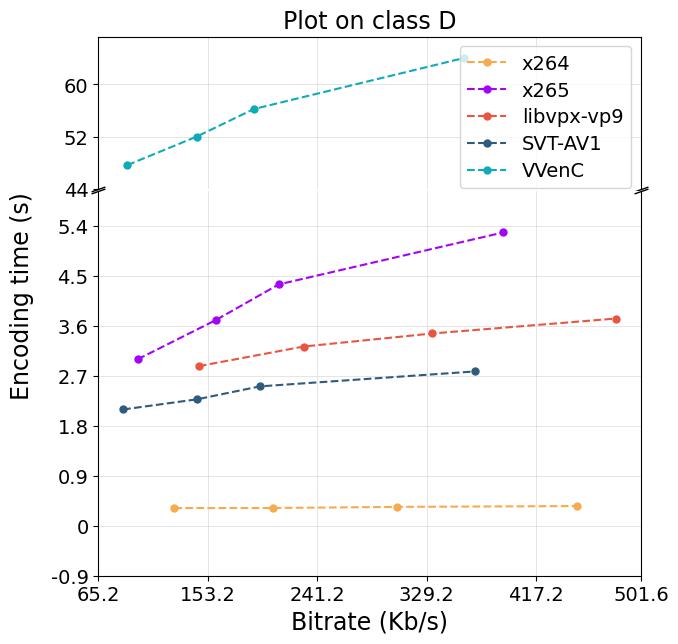 Plot on class D
x264
x265
libvpx-vp9
SVT-AV1
VVenC
60
52
44
5.4
4.5
3.6
2.7
1.8
0.9
0
-0.9
Encoding time (s)
65.2 153.2 241.2 329.2 417.2 501.6
Bitrate (Kb/s)